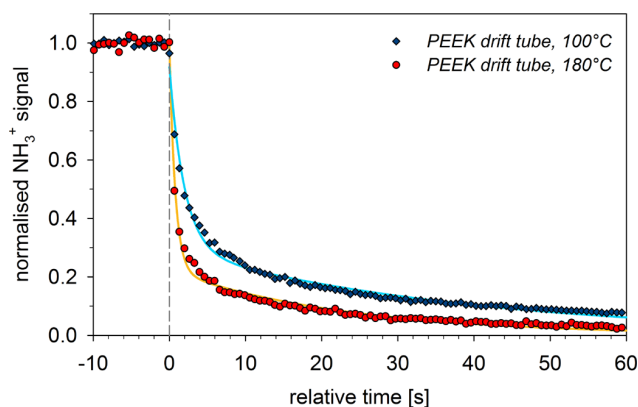 PEEK drift tube, 100°C
PEEK drift tube, 180°C
normalised NH₃⁺ signal
1.0
0.8
0.6
0.4
0.2
0.0
-10 0 10 20 30 40 50 60
relative time [s]